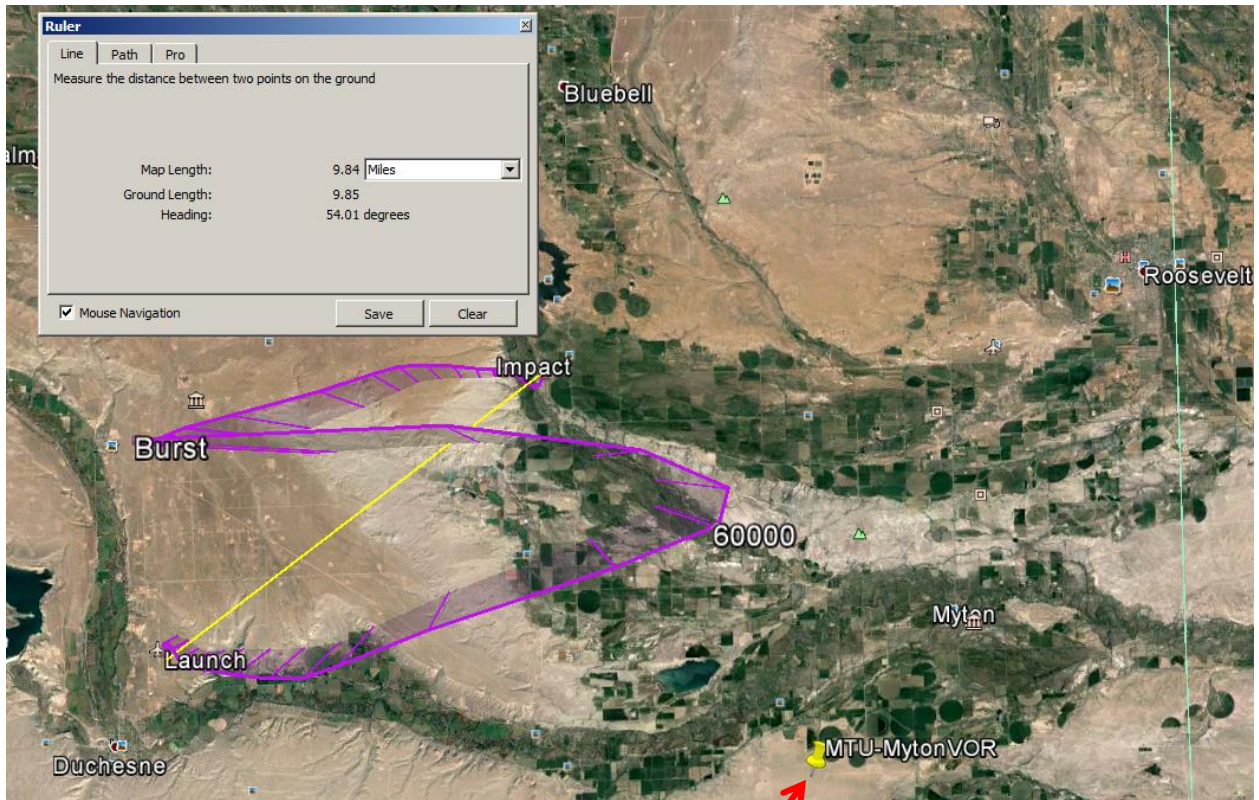 Ruler
Line Path Pro
Measure the distance between two points on the ground
Map Length: 9.84 Miles
Ground Length: 9.85
Heading: 54.01 degrees
Mouse Navigation Save Clear
Bluebell
alm
H
Roosevelt
Impact
Burst
60000
Myton
Launch
MTU-MytonVOR
Duchesne